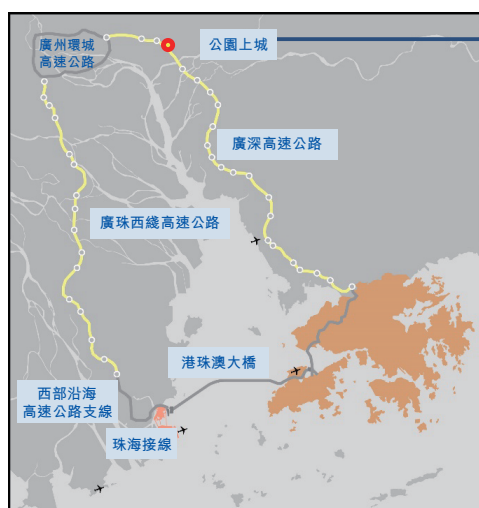 廣州環城
高速公路
公園上城
廣深高速公路
廣珠西綫高速公路
港珠澳大橋
西部沿海
高速公路支線
珠海接線